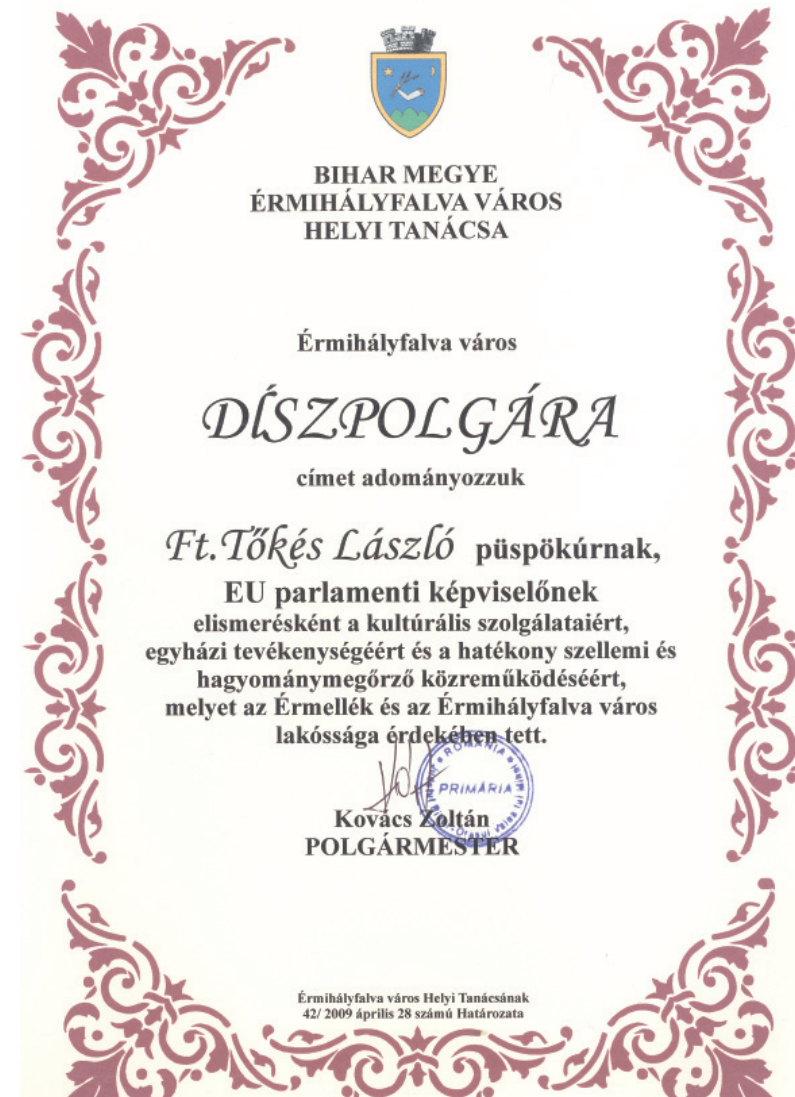 BIHAR MEGYE
ÉRMIHÁLYFALVA VÁROS
HELYI TANÁCSA
Érmihályfalva város
DÍSZPOLGÁRA
címet adományozzuk
Ft. Tőkés László püspökúrnak,
EU parlamenti képviselőnek
elismerésként a kultúrális szolgálataiért,
egyházi tevékenységéért és a hatékony szellemi és
hagyománymegőrző közreműködéséért,
melyet az Érmellék és az Érmihályfalva város
lakóssága érdekében tett.
ROMÂNIA
PRIMĂRIA
Kovács Zoltán
POLGÁRMESTER
Érmihályfalva város Helyi Tanácsának
42/ 2009 április 28 számú Határozata